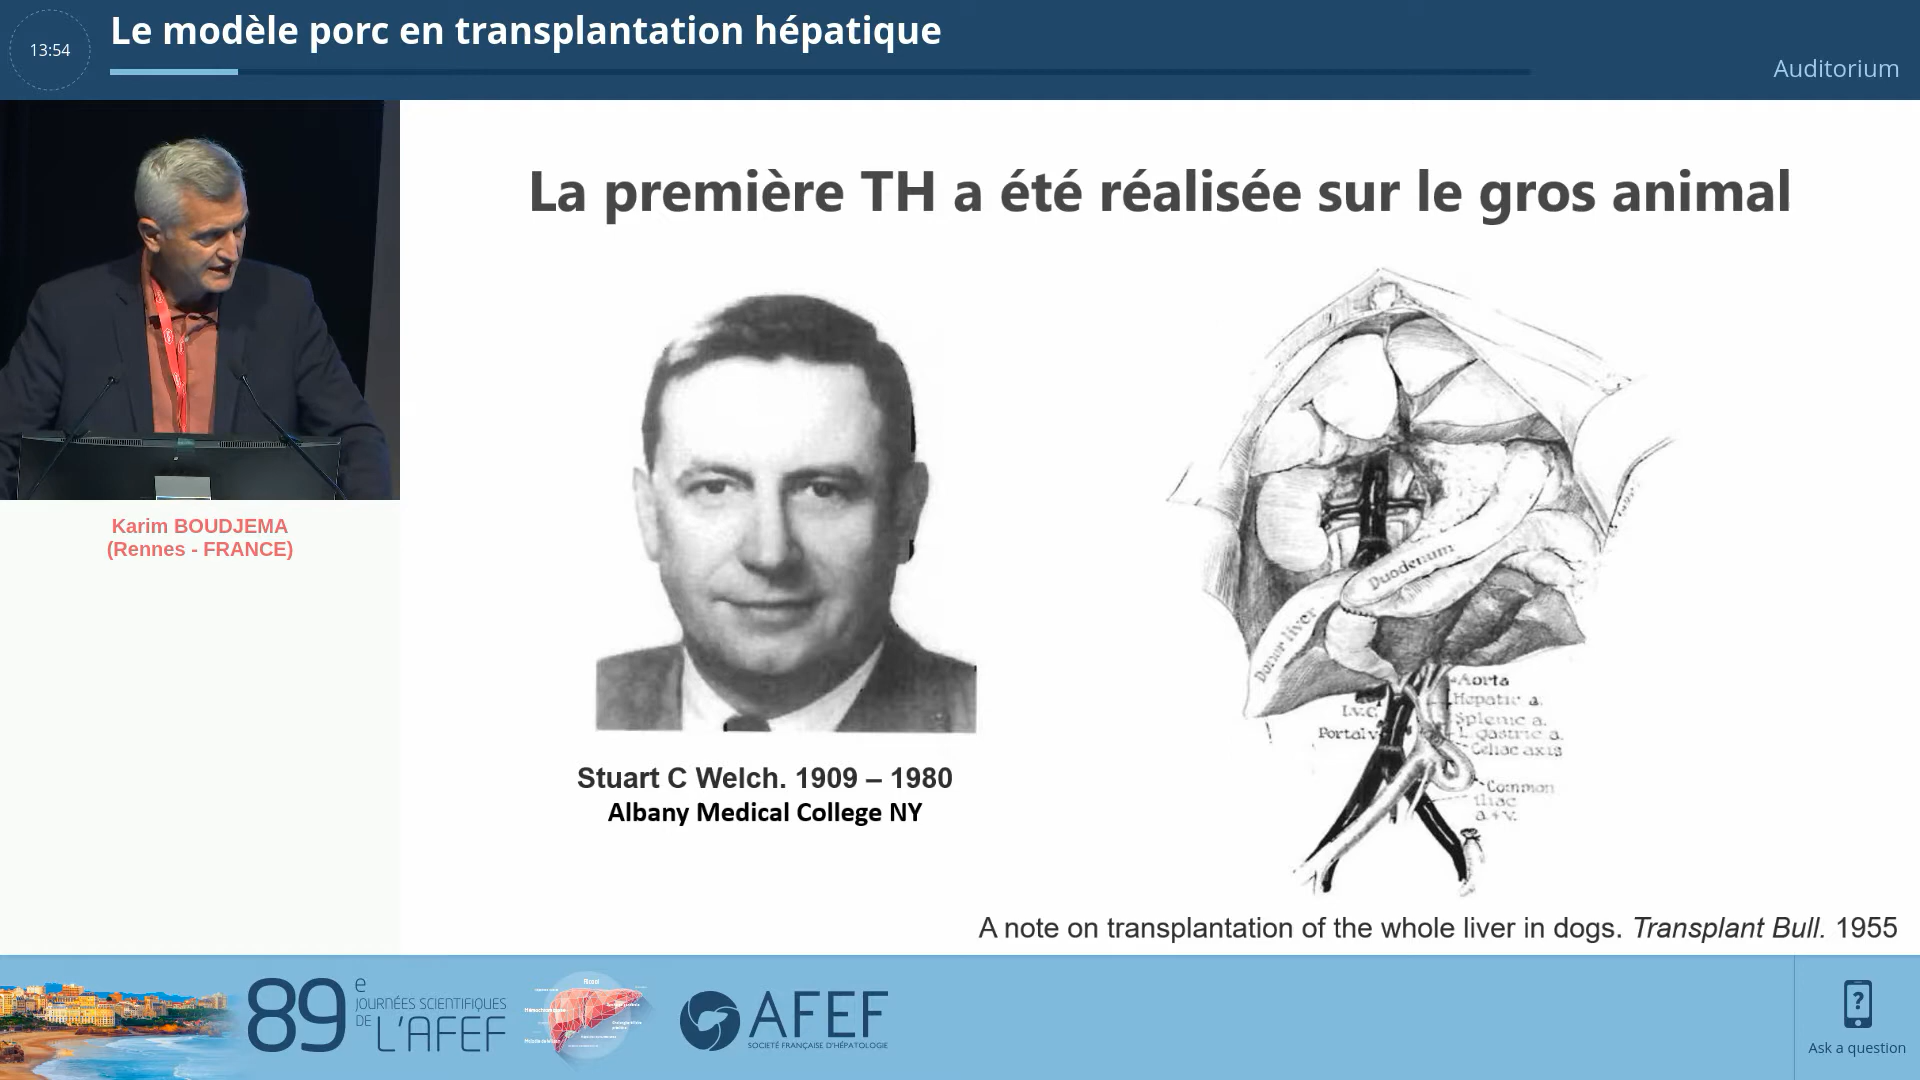 13:54
Le modèle porc en transplantation hépatique
Auditorium
Karim BOUDJEMA
(Rennes - FRANCE)
La première TH a été réalisée sur le gros animal
Stuart C Welch. 1909 – 1980
Albany Medical College NY
Duodenum
Donor liver
Aorta
Hepatic a.
I.v.C.
Splenic a.
Portal v.
L. gastric a.
Celiac axis
Common
iliac
a.+v.
A note on transplantation of the whole liver in dogs. Transplant Bull. 1955
89e
JOURNÉES SCIENTIFIQUES
DE L'AFEF
AFEF
SOCIÉTÉ FRANÇAISE D'HÉPATOLOGIE
?
Ask a question